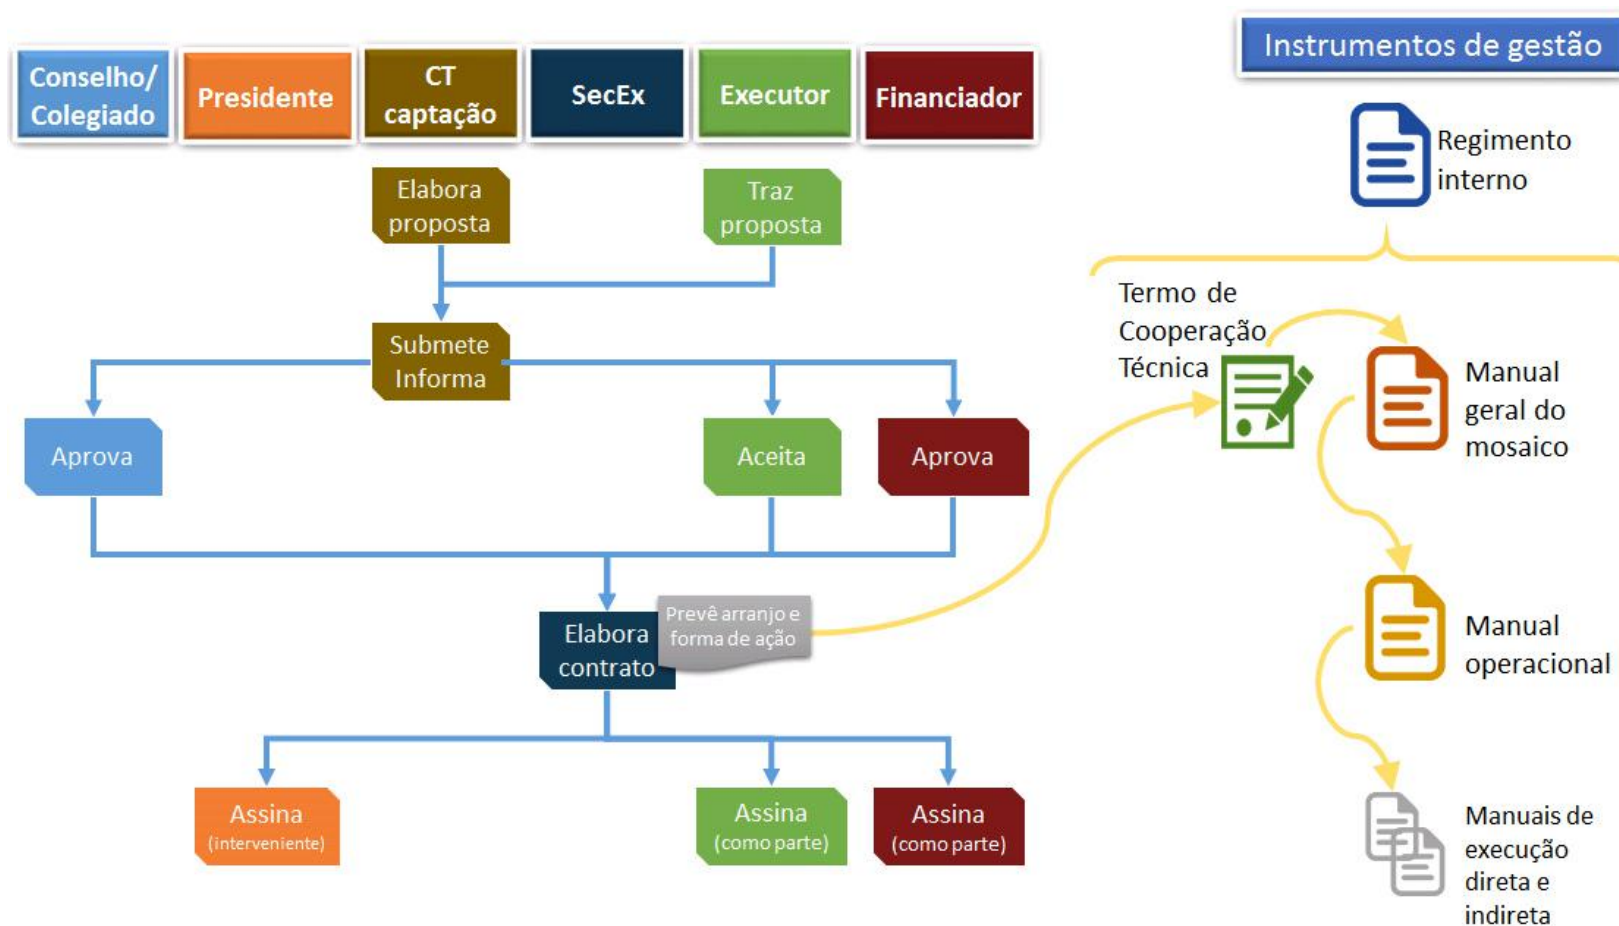 Instrumentos de gestão
Conselho/
Colegiado
Presidente
CT
captação
SecEx
Executor
Financiador
Elabora
proposta
Traz
proposta
Submete
Informa
Aprova
Aceita
Aprova
Elabora
contrato
Prevê arranjo e
forma de ação
Assina
(interveniente)
Assina
(como parte)
Assina
(como parte)
Regimento
interno
Termo de
Cooperação
Técnica
Manual
geral do
mosaico
Manual
operacional
Manuais de
execução
direta e
indireta